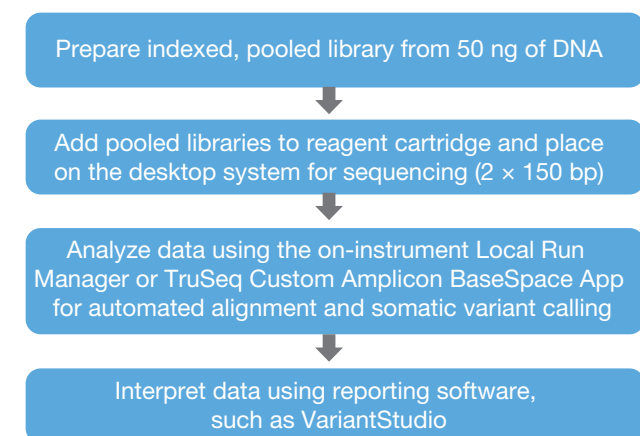 Prepare indexed, pooled library from 50 ng of DNA
Add pooled libraries to reagent cartridge and place
on the desktop system for sequencing (2 × 150 bp)
Analyze data using the on-instrument Local Run
Manager or TruSeq Custom Amplicon BaseSpace App
for automated alignment and somatic variant calling
Interpret data using reporting software,
such as VariantStudio